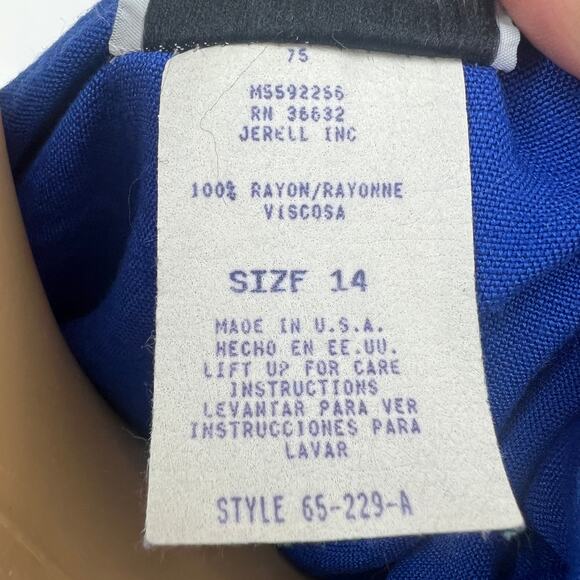 75
M5592256
RN 36632
JERELL INC
100% RAYON/RAYONNE
VISCOSA
SIZE 14
MADE IN U.S.A.
HECHO EN EE.UU.
LIFT UP FOR CARE
INSTRUCTIONS
LEVANTAR PARA VER
INSTRUCCIONES PARA
LAVAR
STYLE 65-229-A